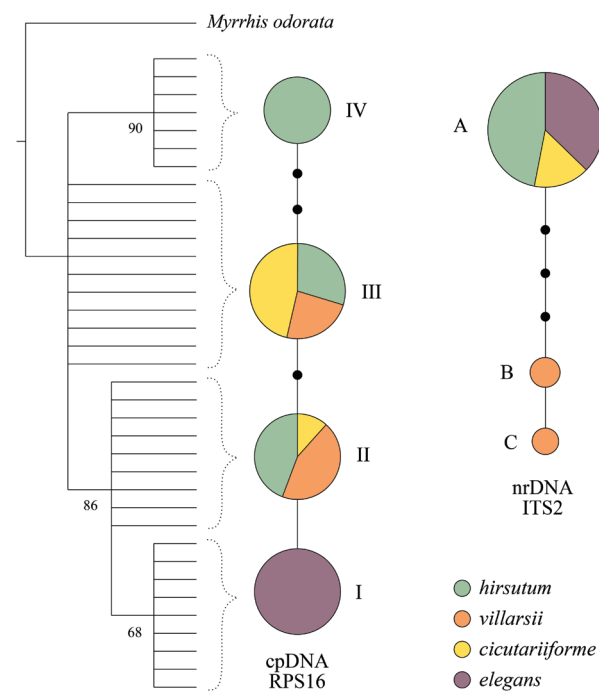 Myrrhis odorata
90
IV
A
III
B
C
II
86
nrDNA
ITS2
I
68
cpDNA
RPS16
hirsutum
villarsii
cicutariiforme
elegans